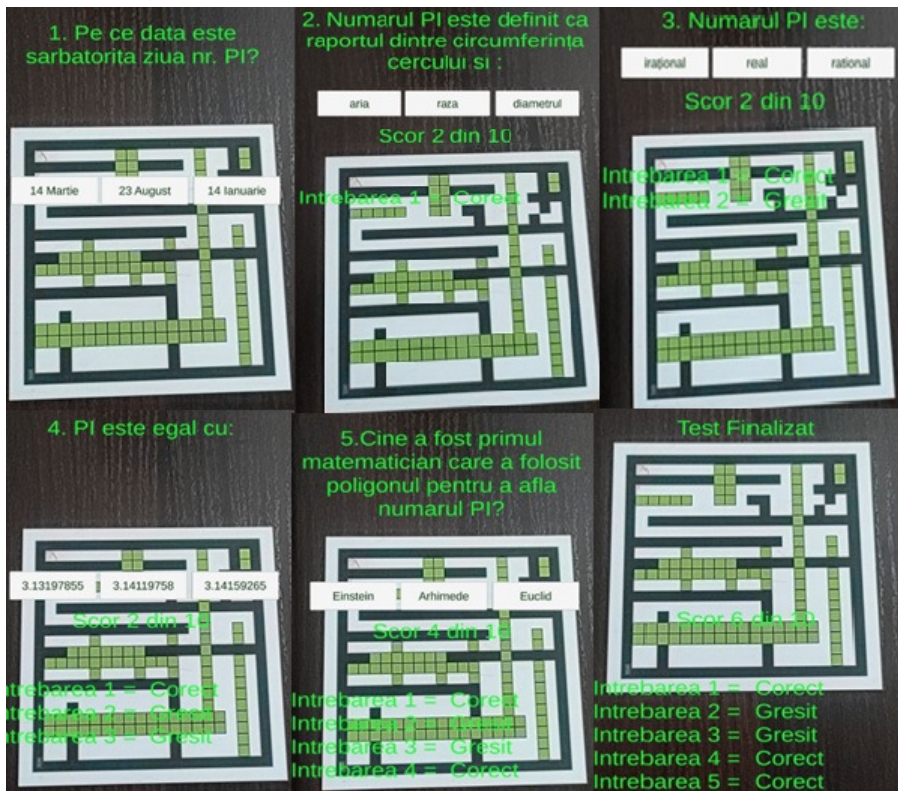 1. Pe ce data este
sarbatorita ziua nr. PI?
14 Martie
23 August
14 Ianuarie
2. Numarul PI este definit ca
raportul dintre circumferința
cercului si :
aria
raza
diametrul
Scor 2 din 10
Intrebarea 1 = Corect
3. Numarul PI este:
irațional
real
rational
Scor 2 din 10
Intrebarea 1 = Corect
Intrebarea 2 = Gresit
4. PI este egal cu:
3.13197855
3.14119758
3.14159265
Scor 2 din 10
Intrebarea 1 = Corect
Intrebarea 2 = Gresit
Intrebarea 3 = Gresit
5.Cine a fost primul
matematician care a folosit
poligonul pentru a afla
numarul PI?
Einstein
Arhimede
Euclid
Scor 4 din 10
Intrebarea 1 = Corect
Intrebarea 2 = Gresit
Intrebarea 3 = Gresit
Intrebarea 4 = Corect
Test Finalizat
Scor 6 din 10
Intrebarea 1 = Corect
Intrebarea 2 = Gresit
Intrebarea 3 = Gresit
Intrebarea 4 = Corect
Intrebarea 5 = Corect